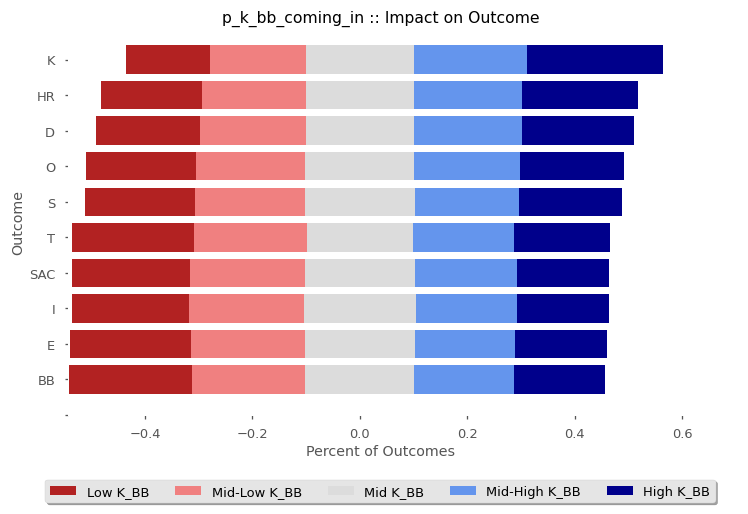 p_k_bb_coming_in :: Impact on Outcome
K
HR
D
O
S
T
SAC
I
E
BB
Outcome
−0.4 −0.2 0.0 0.2 0.4 0.6
Percent of Outcomes
Low K_BB Mid-Low K_BB Mid K_BB Mid-High K_BB High K_BB